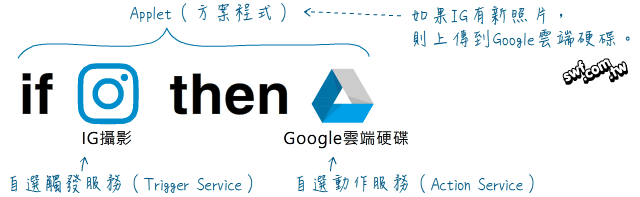 Applet（方案程式）
如果IG有新照片，
則上傳到Google雲端硬碟。
swf.com.tw
if then
IG攝影
Google雲端硬碟
自選觸發服務（Trigger Service）
自選動作服務（Action Service）